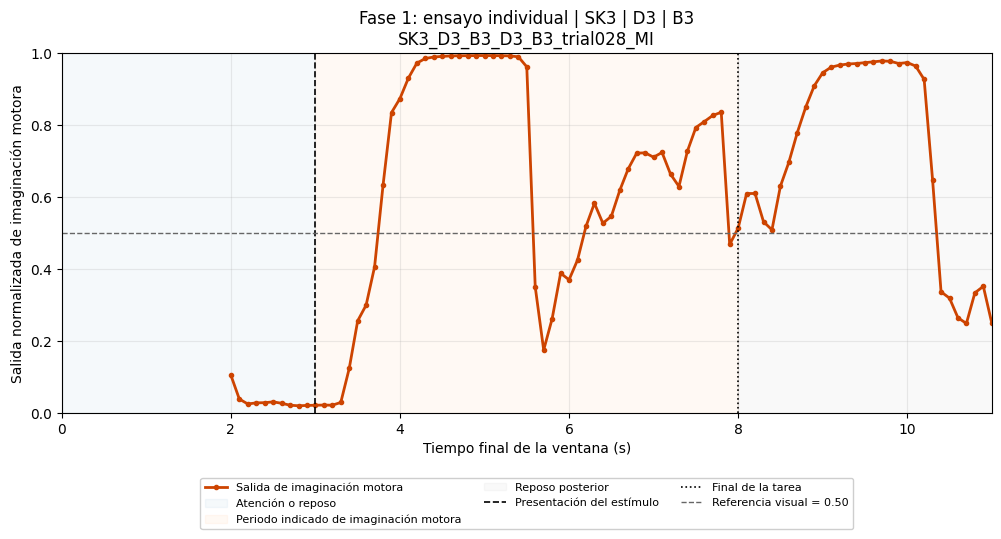 Fase 1: ensayo individual | SK3 | D3 | B3
SK3_D3_B3_D3_B3_trial028_MI
Salida normalizada de imaginación motora
1.0
0.8
0.6
0.4
0.2
0.0
0 2 4 6 8 10
Tiempo final de la ventana (s)
Salida de imaginación motora
Atención o reposo
Periodo indicado de imaginación motora
Reposo posterior
Presentación del estímulo
Final de la tarea
Referencia visual = 0.50